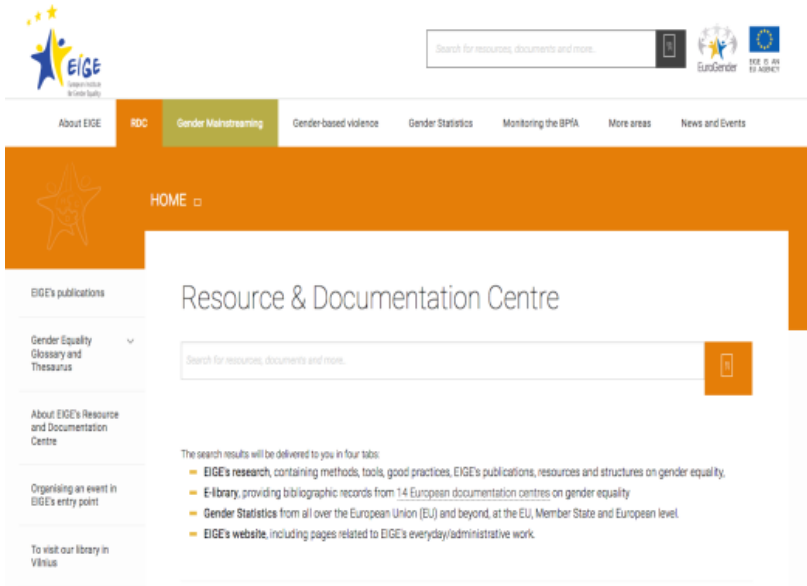 EIGE
European Institute
for Gender Equality
Search for resources, documents and more.
EuroGender
EIGE IS AN
EU AGENCY
About EIGE
RDC
Gender Mainstreaming
Gender-based violence
Gender Statistics
Monitoring the BPfA
More areas
News and Events
HOME
EIGE's publications
Gender Equality
Glossary and
Thesaurus
About EIGE's Resource
and Documentation
Centre
Organising an event in
EIGE's entry point
To visit our library in
Vilnius
Resource & Documentation Centre
Search for resources, documents and more.
The search results will be delivered to you in four tabs:
EIGE's research, containing methods, tools, good practices, EIGE's publications, resources and structures on gender equality,
E-library, providing bibliographic records from 14 European documentation centres on gender equality
Gender Statistics from all over the European Union (EU) and beyond, at the EU, Member State and European level.
EIGE's website, including pages related to EIGE's everyday/administrative work.